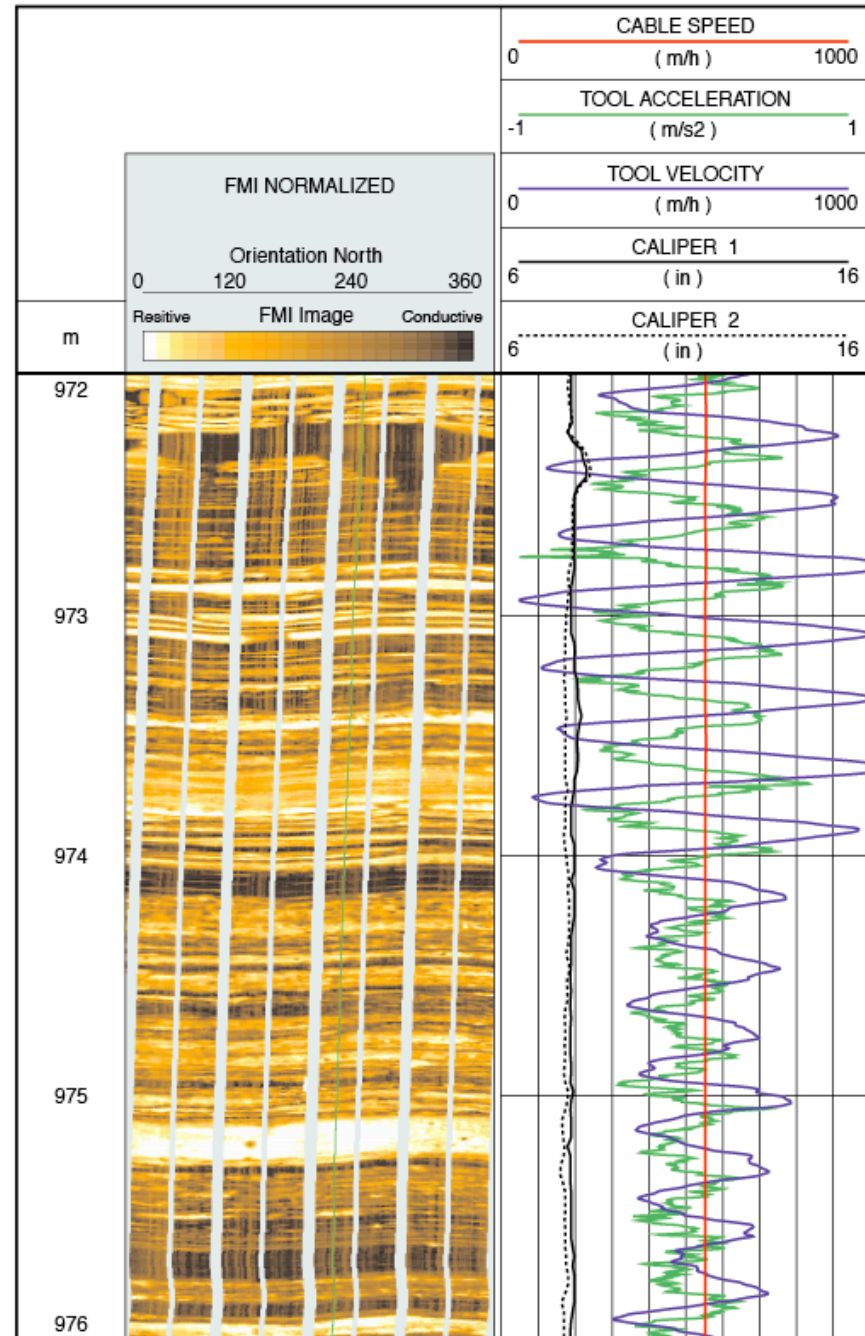 CABLE SPEED
0 (m/h) 1000
TOOL ACCELERATION
-1 (m/s2) 1
FMI NORMALIZED
TOOL VELOCITY
0 (m/h) 1000
Orientation North
0 120 240 360
CALIPER 1
6 (in) 16
m
Resitive FMI Image Conductive
CALIPER 2
6 (in) 16
972
973
974
975
976